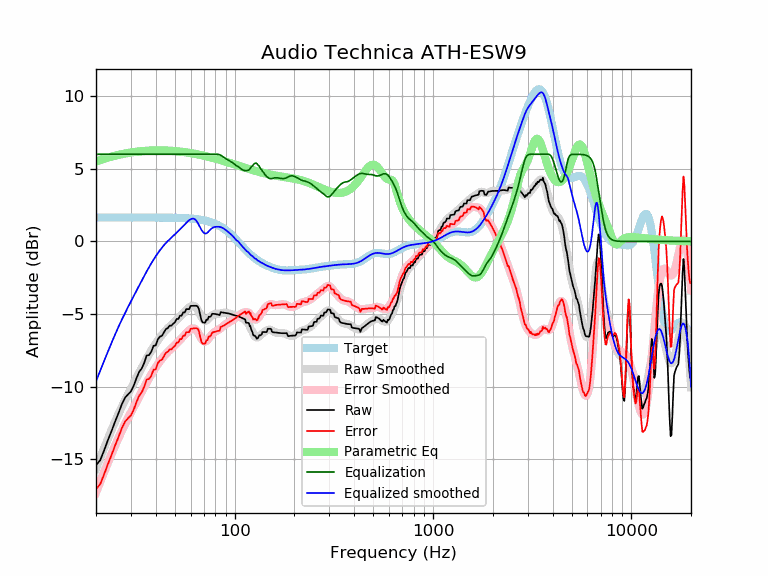 Audio Technica ATH-ESW9
Amplitude (dBr)
10
5
0
−5
−10
−15
Target
Raw Smoothed
Error Smoothed
Raw
Error
Parametric Eq
Equalization
Equalized smoothed
100
1000
10000
Frequency (Hz)